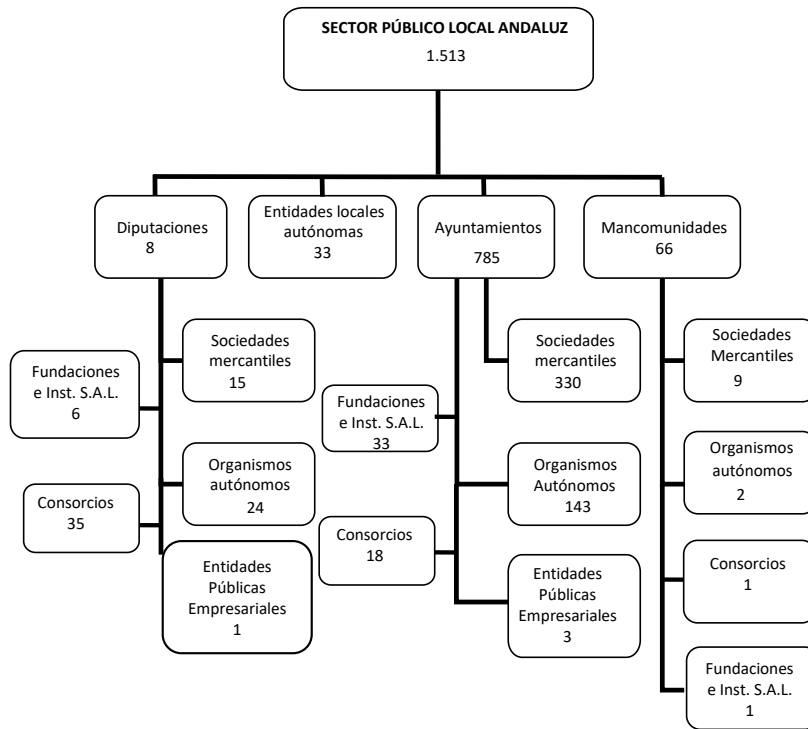 SECTOR PÚBLICO LOCAL ANDALUZ
1.513
Diputaciones
8
Entidades locales
autónomas
33
Ayuntamientos
785
Mancomunidades
66
Sociedades
mercantiles
15
Fundaciones
e Inst. S.A.L.
6
Organismos
autónomos
24
Consorcios
35
Entidades
Públicas
Empresariales
1
Sociedades
mercantiles
330
Fundaciones
e Inst. S.A.L.
33
Organismos
Autónomos
143
Consorcios
18
Entidades
Públicas
Empresariales
3
Sociedades
Mercantiles
9
Organismos
autónomos
2
Consorcios
1
Fundaciones
e Inst. S.A.L.
1